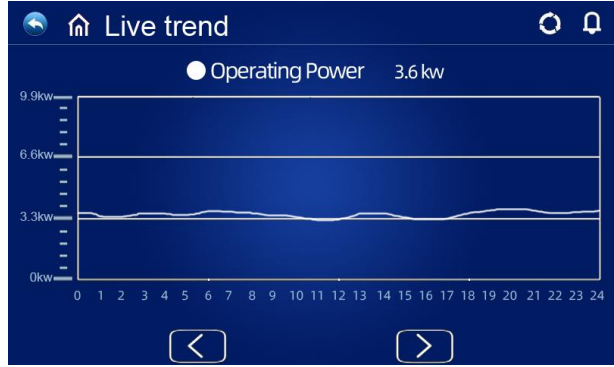 Live trend
Operating Power 3.6 kw
9.9kw
6.6kw
3.3kw
0kw
0 1 2 3 4 5 6 7 8 9 10 11 12 13 14 15 16 17 18 19 20 21 22 23 24